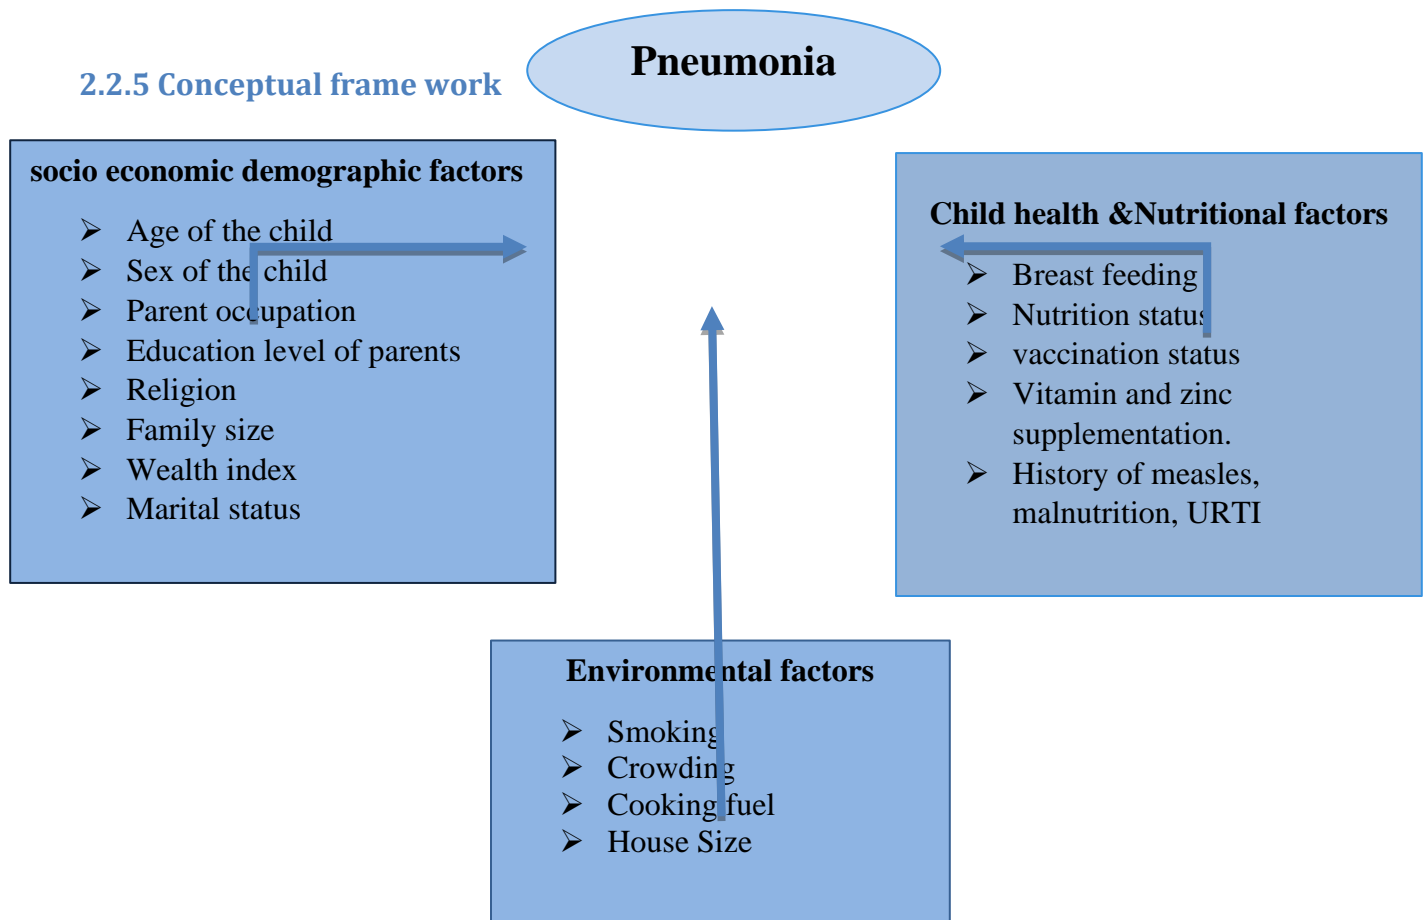 Pneumonia
2.2.5 Conceptual frame work
socio economic demographic factors
➢ Age of the child
➢ Sex of the child
➢ Parent occupation
➢ Education level of parents
➢ Religion
➢ Family size
➢ Wealth index
➢ Marital status
Child health &Nutritional factors
➢ Breast feeding
➢ Nutrition status
➢ vaccination status
➢ Vitamin and zinc
supplementation.
➢ History of measles,
malnutrition, URTI
Environmental factors
➢ Smoking
➢ Crowding
➢ Cooking fuel
➢ House Size